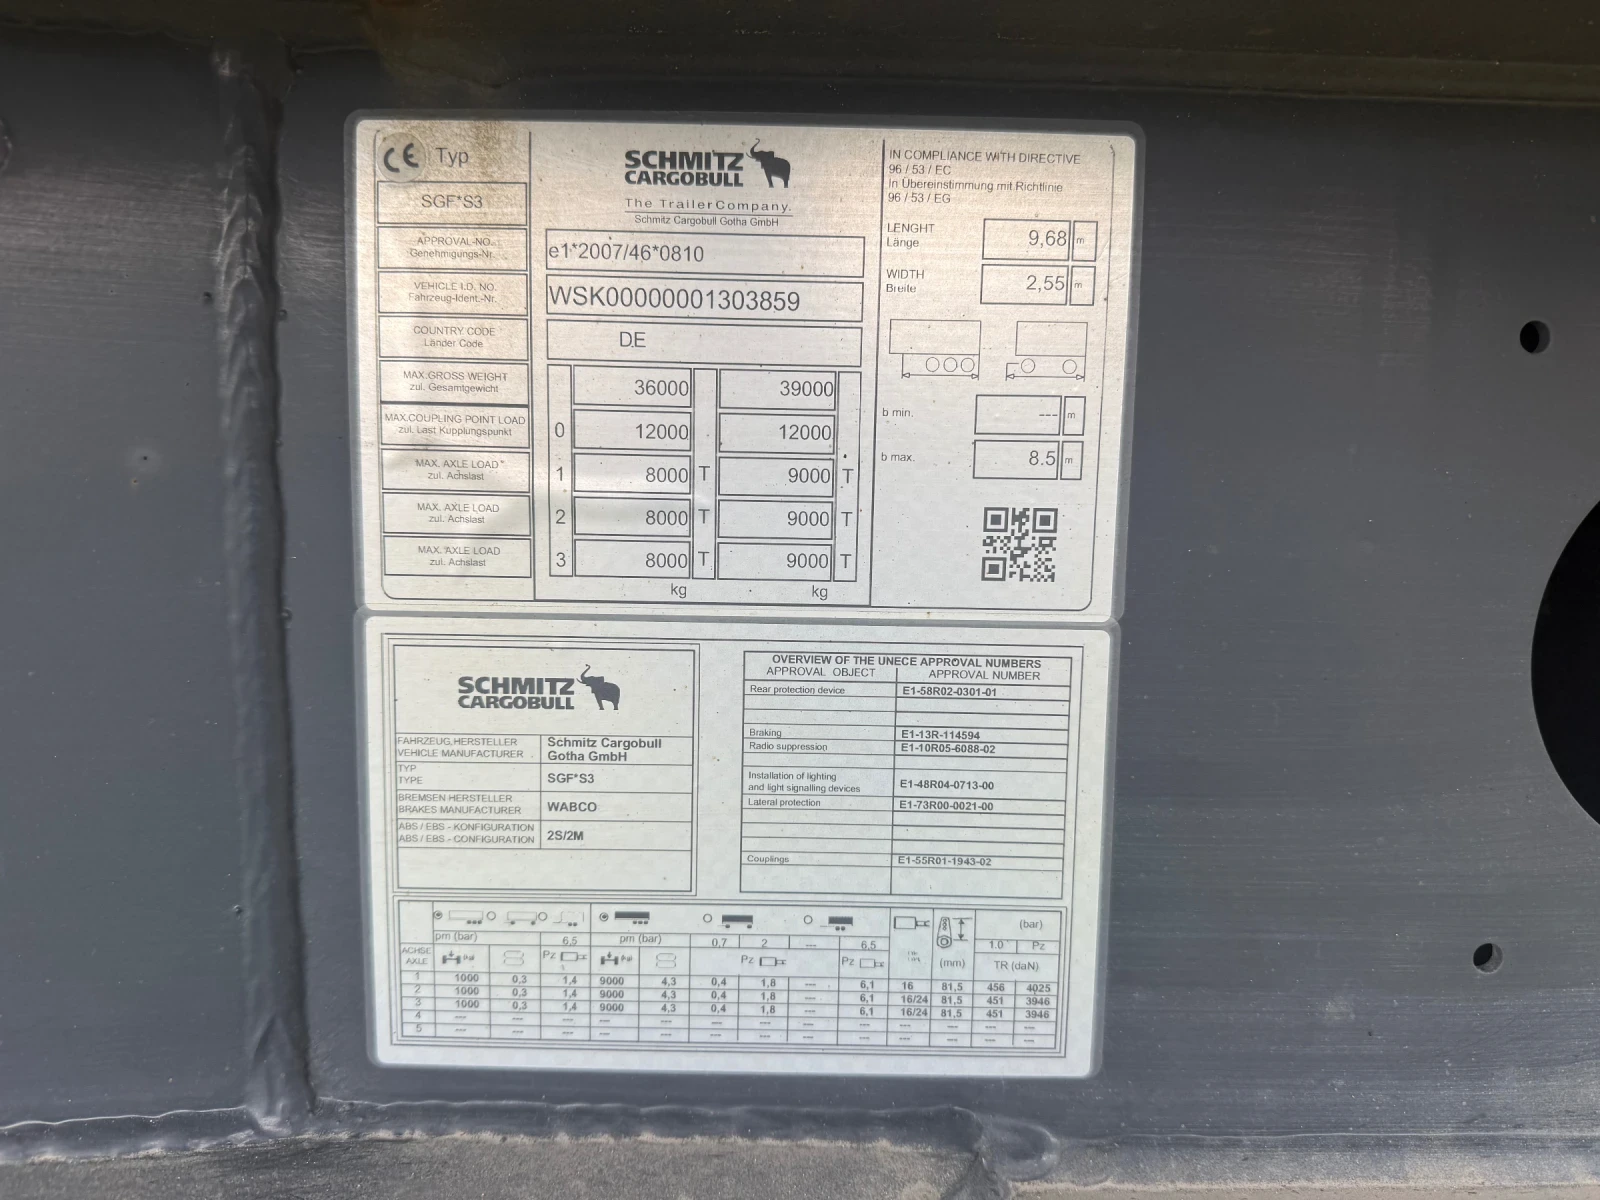 CE Typ
SGF*S3
APPROVAL-NO.
Genehmigungs-Nr.
VEHICLE I.D. NO.
Fahrzeug-Ident.-Nr.
COUNTRY CODE
Länder Code
MAX.GROSS WEIGHT
zul. Gesamtgewicht
MAX.COUPLING POINT LOAD
zul. Last Kupplungspunkt
MAX. AXLE LOAD
zul. Achslast
MAX. AXLE LOAD
zul. Achslast
MAX. AXLE LOAD
zul. Achslast
SCHMITZ
CARGOBULL
The TrailerCompany.
Schmitz Cargobull Gotha GmbH
e1*2007/46*0810
WSK00000001303859
DE
36000 39000
0 12000 12000
1 8000 T 9000 T
2 8000 T 9000 T
3 8000 T 9000 T
kg kg
IN COMPLIANCE WITH DIRECTIVE
96 / 53 / EC
In Übereinstimmung mit Richtlinie
96 / 53 / EG
LENGHT
Länge
9,68 m
WIDTH
Breite
2,55 m
b min. --- m
b max. 8.5 m
SCHMITZ
CARGOBULL
FAHRZEUG HERSTELLER
VEHICLE MANUFACTURER
Schmitz Cargobull
Gotha GmbH
TYP
TYPE
SGF*S3
BREMSEN HERSTELLER
BRAKES MANUFACTURER
WABCO
ABS / EBS - KONFIGURATION
ABS / EBS - CONFIGURATION
2S/2M
OVERVIEW OF THE UNECE APPROVAL NUMBERS
APPROVAL OBJECT APPROVAL NUMBER
Rear protection device E1-58R02-0301-01
Braking E1-13R-114594
Radio suppression E1-10R05-6088-02
Installation of lighting
and light signalling devices E1-48R04-0713-00
Lateral protection E1-73R00-0021-00
Couplings E1-55R01-1943-02
pm (bar) 6,5 pm (bar) 0,7 2 --- 6,5 (bar)
1.0 Pz
ACHSE
AXLE
Pz Pz Pz (mm) TR (daN)
1 1000 0,3 1,4 9000 4,3 0,4 1,8 --- 6,1 16 81,5 456 4025
2 1000 0,3 1,4 9000 4,3 0,4 1,8 --- 6,1 16/24 81,5 451 3946
3 1000 0,3 1,4 9000 4,3 0,4 1,8 --- 6,1 16/24 81,5 451 3946
4 --- --- --- --- --- --- --- --- --- --- --- --- ---
5 --- --- --- --- --- --- --- --- --- --- --- --- ---